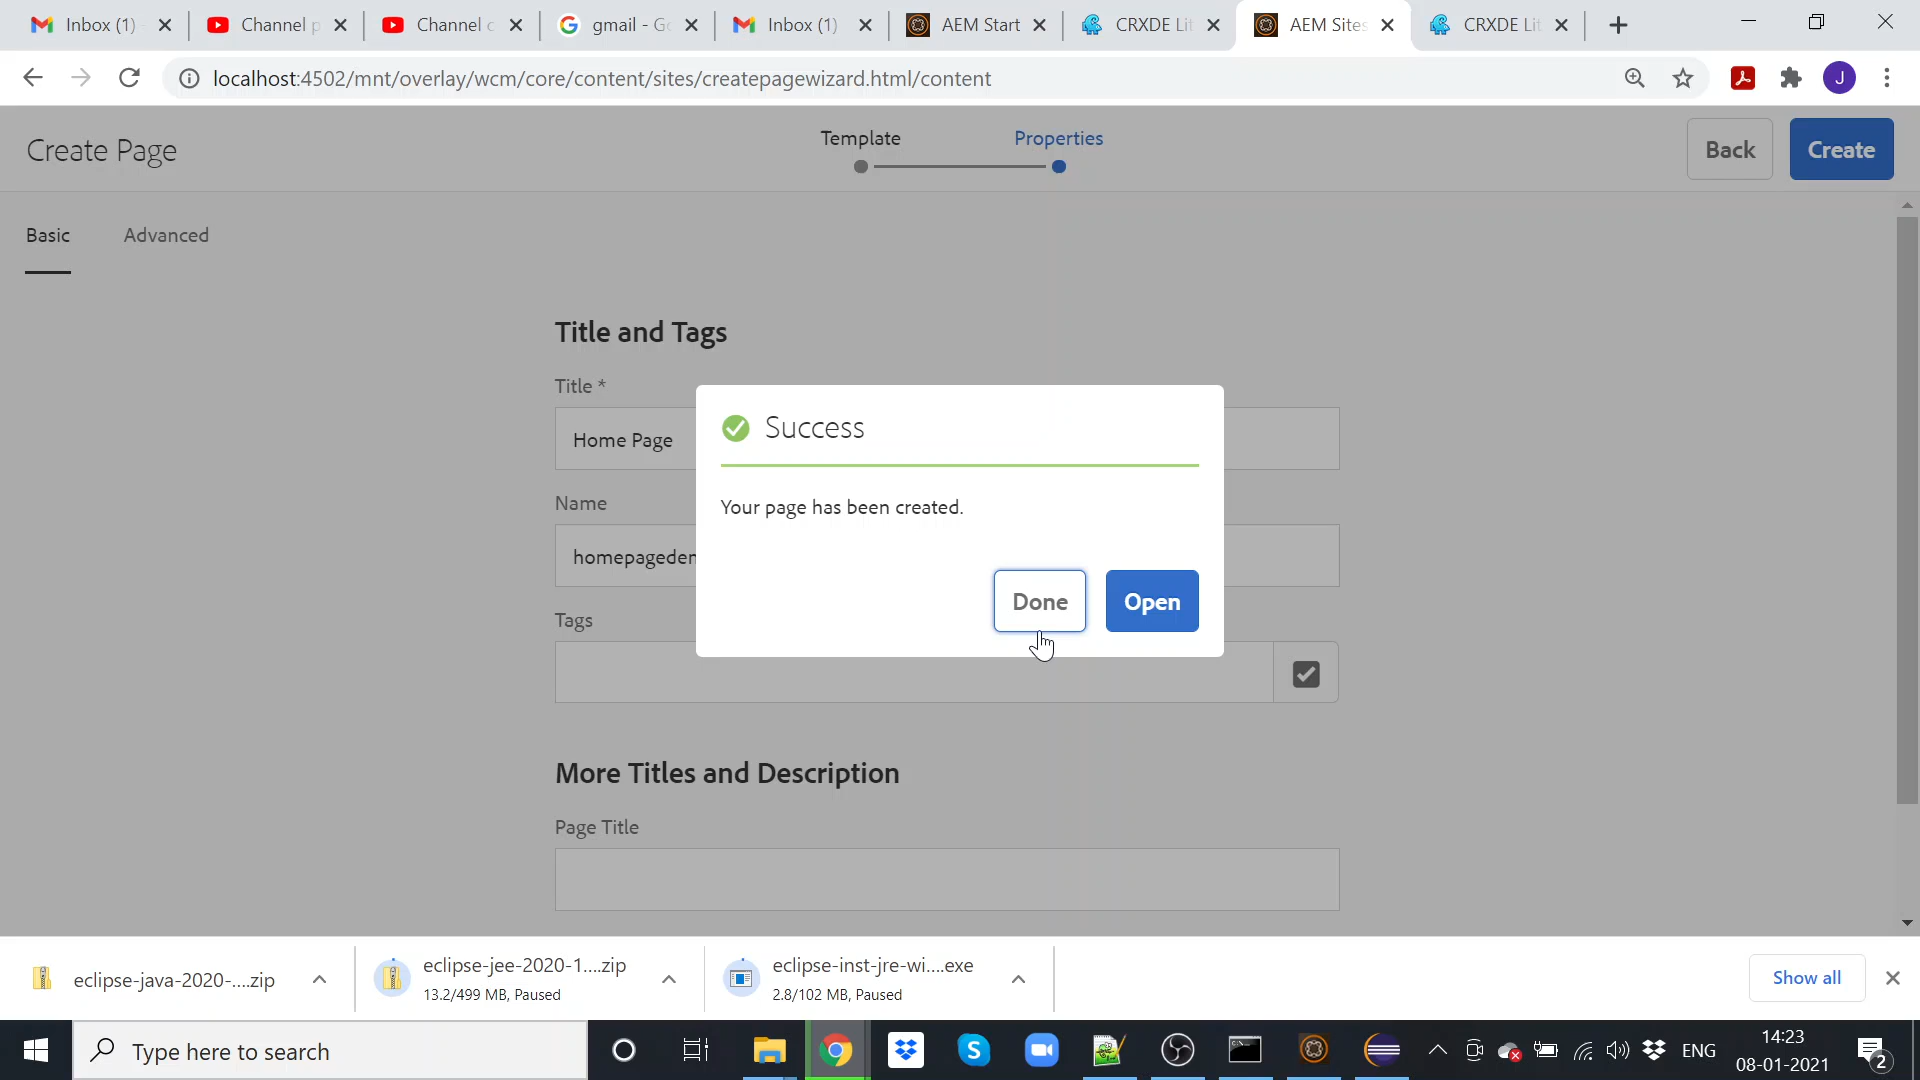 Inbox (1)
Channel p
Channel c
gmail - Go
Inbox (1)
AEM Start
CRXDE Lit
AEM Sites
CRXDE Lit
localhost:4502/mnt/overlay/wcm/core/content/sites/createpagewizard.html/content
J
Create Page
Template
Properties
Back
Create
Basic
Advanced
Title and Tags
Title *
Home Page
Success
Your page has been created.
Name
homepageden
Done
Open
Tags
More Titles and Description
Page Title
eclipse-java-2020-....zip
eclipse-jee-2020-1....zip
13.2/499 MB, Paused
eclipse-inst-jre-wi....exe
2.8/102 MB, Paused
Show all
Type here to search
ENG
14:23
08-01-2021
2